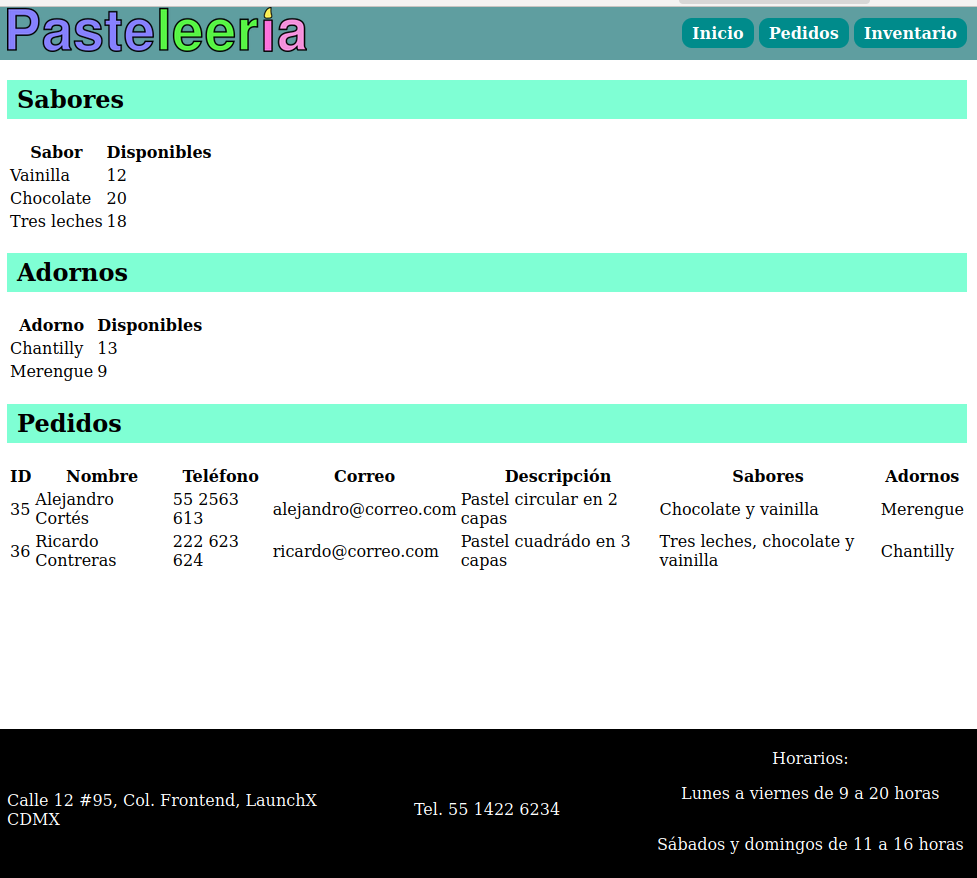 Pasteleería
Inicio Pedidos Inventario
Sabores
Sabor Disponibles
Vainilla 12
Chocolate 20
Tres leches 18
Adornos
Adorno Disponibles
Chantilly 13
Merengue 9
Pedidos
ID Nombre Teléfono Correo Descripción Sabores Adornos
35 Alejandro Cortés 55 2563 613 alejandro@correo.com Pastel circular en 2 capas Chocolate y vainilla Merengue
36 Ricardo Contreras 222 623 624 ricardo@correo.com Pastel cuadrádo en 3 capas Tres leches, chocolate y vainilla Chantilly
Calle 12 #95, Col. Frontend, LaunchX
CDMX
Tel. 55 1422 6234
Horarios:
Lunes a viernes de 9 a 20 horas
Sábados y domingos de 11 a 16 horas